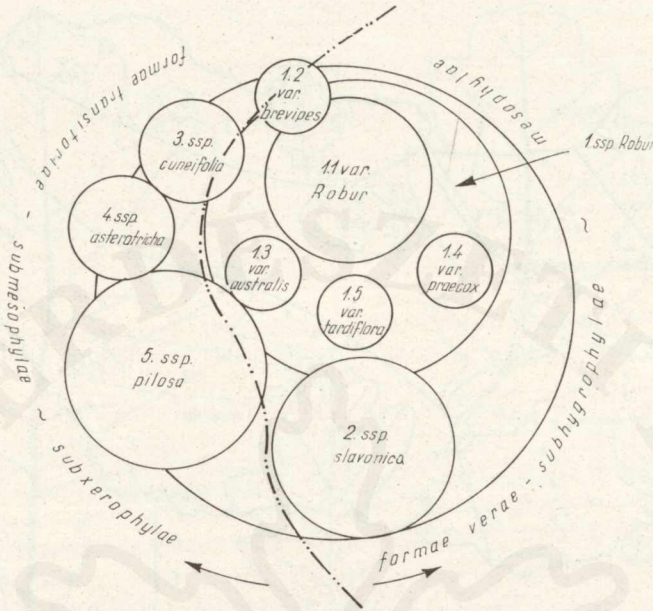 1.2
var.
brevipes
3. ssp.
cuneifolia
1.1 var.
Robur
1. ssp. Robur
4 ssp.
asterotricha
1.3
var.
australis
1.5
var.
tardiflora
1.4
var.
praecox
5. ssp.
pilosa
2. ssp.
slavonica
formae transitoriae ~ submesophylae ~ subxerophylae
formae verae ~ subhygrophylae ~ mesophylae
ERDÉSZETI